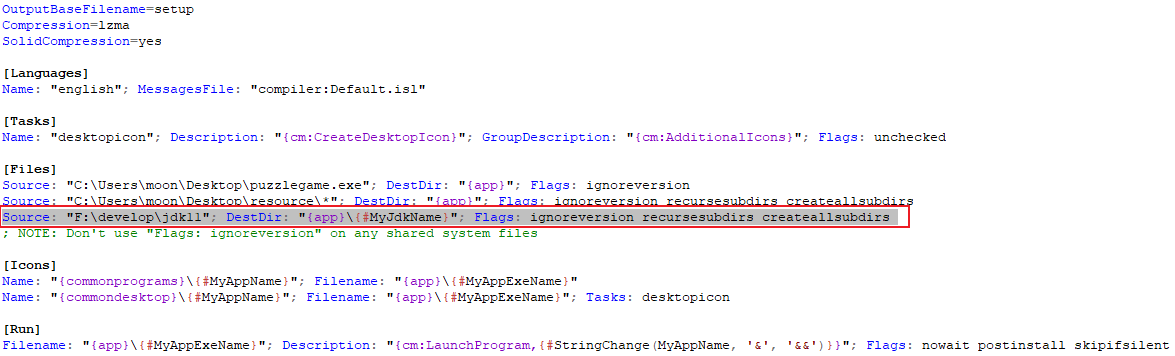 OutputBaseFilename=setup
Compression=lzma
SolidCompression=yes
[Languages]
Name: "english"; MessagesFile: "compiler:Default.isl"
[Tasks]
Name: "desktopicon"; Description: "{cm:CreateDesktopIcon}"; GroupDescription: "{cm:AdditionalIcons}"; Flags: unchecked
[Files]
Source: "C:\Users\moon\Desktop\puzzlegame.exe"; DestDir: "{app}"; Flags: ignoreversion
Source: "C:\Users\moon\Desktop\resource\*"; DestDir: "{app}"; Flags: ignoreversion recursesubdirs createallsubdirs
Source: "F:\develop\jdk11"; DestDir: "{app}\{#MyJdkName}"; Flags: ignoreversion recursesubdirs createallsubdirs
; NOTE: Don't use "Flags: ignoreversion" on any shared system files
[Icons]
Name: "{commonprograms}\{#MyAppName}"; Filename: "{app}\{#MyAppExeName}"
Name: "{commondesktop}\{#MyAppName}"; Filename: "{app}\{#MyAppExeName}"; Tasks: desktopicon
[Run]
Filename: "{app}\{#MyAppExeName}"; Description: "{cm:LaunchProgram,{#StringChange(MyAppName, '&', '&&')}}"; Flags: nowait postinstall skipifsilent